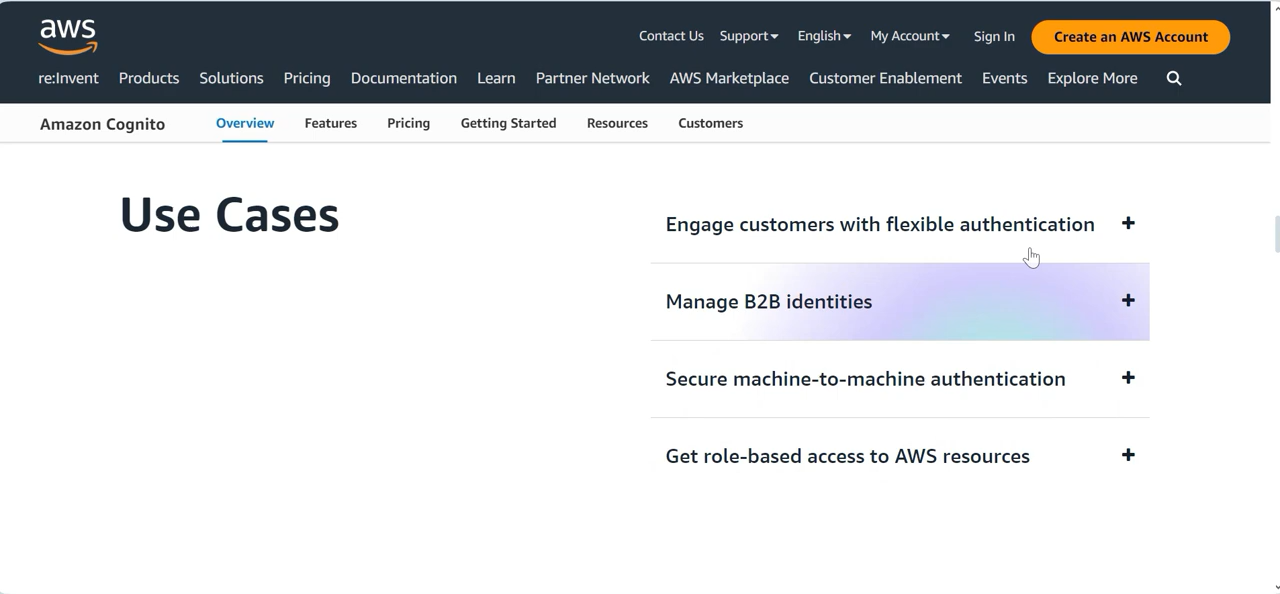 aws
Contact Us Support English My Account Sign In Create an AWS Account
re:Invent Products Solutions Pricing Documentation Learn Partner Network AWS Marketplace Customer Enablement Events Explore More
Amazon Cognito Overview Features Pricing Getting Started Resources Customers
Use Cases
Engage customers with flexible authentication +
Manage B2B identities +
Secure machine-to-machine authentication +
Get role-based access to AWS resources +